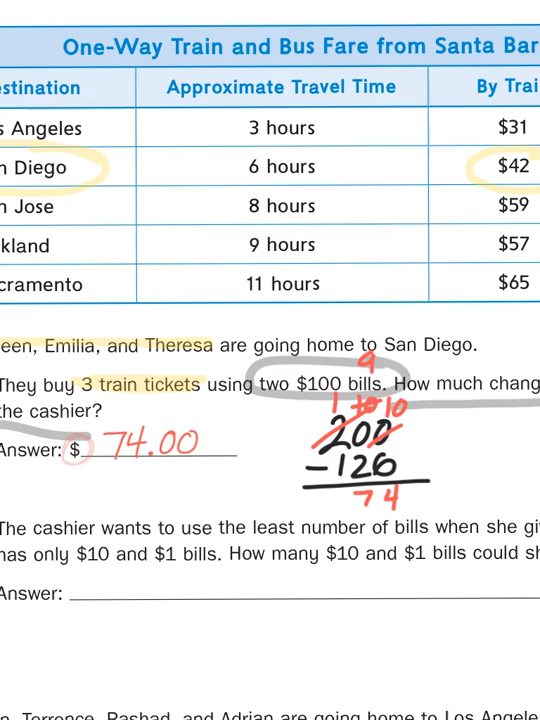 One-Way Train and Bus Fare from Santa Bar
estination Approximate Travel Time By Trai
s Angeles 3 hours $31
n Diego 6 hours $42
n Jose 8 hours $59
kland 9 hours $57
cramento 11 hours $65
een, Emilia, and Theresa are going home to San Diego.
They buy 3 train tickets using two $100 bills. How much chang
the cashier?
Answer: $ 74.00
9
1 10 10
200
-126
74
The cashier wants to use the least number of bills when she gi
has only $10 and $1 bills. How many $10 and $1 bills could sh
Answer:
n, Terrence, Rashad, and Adrian are going home to Los Angele